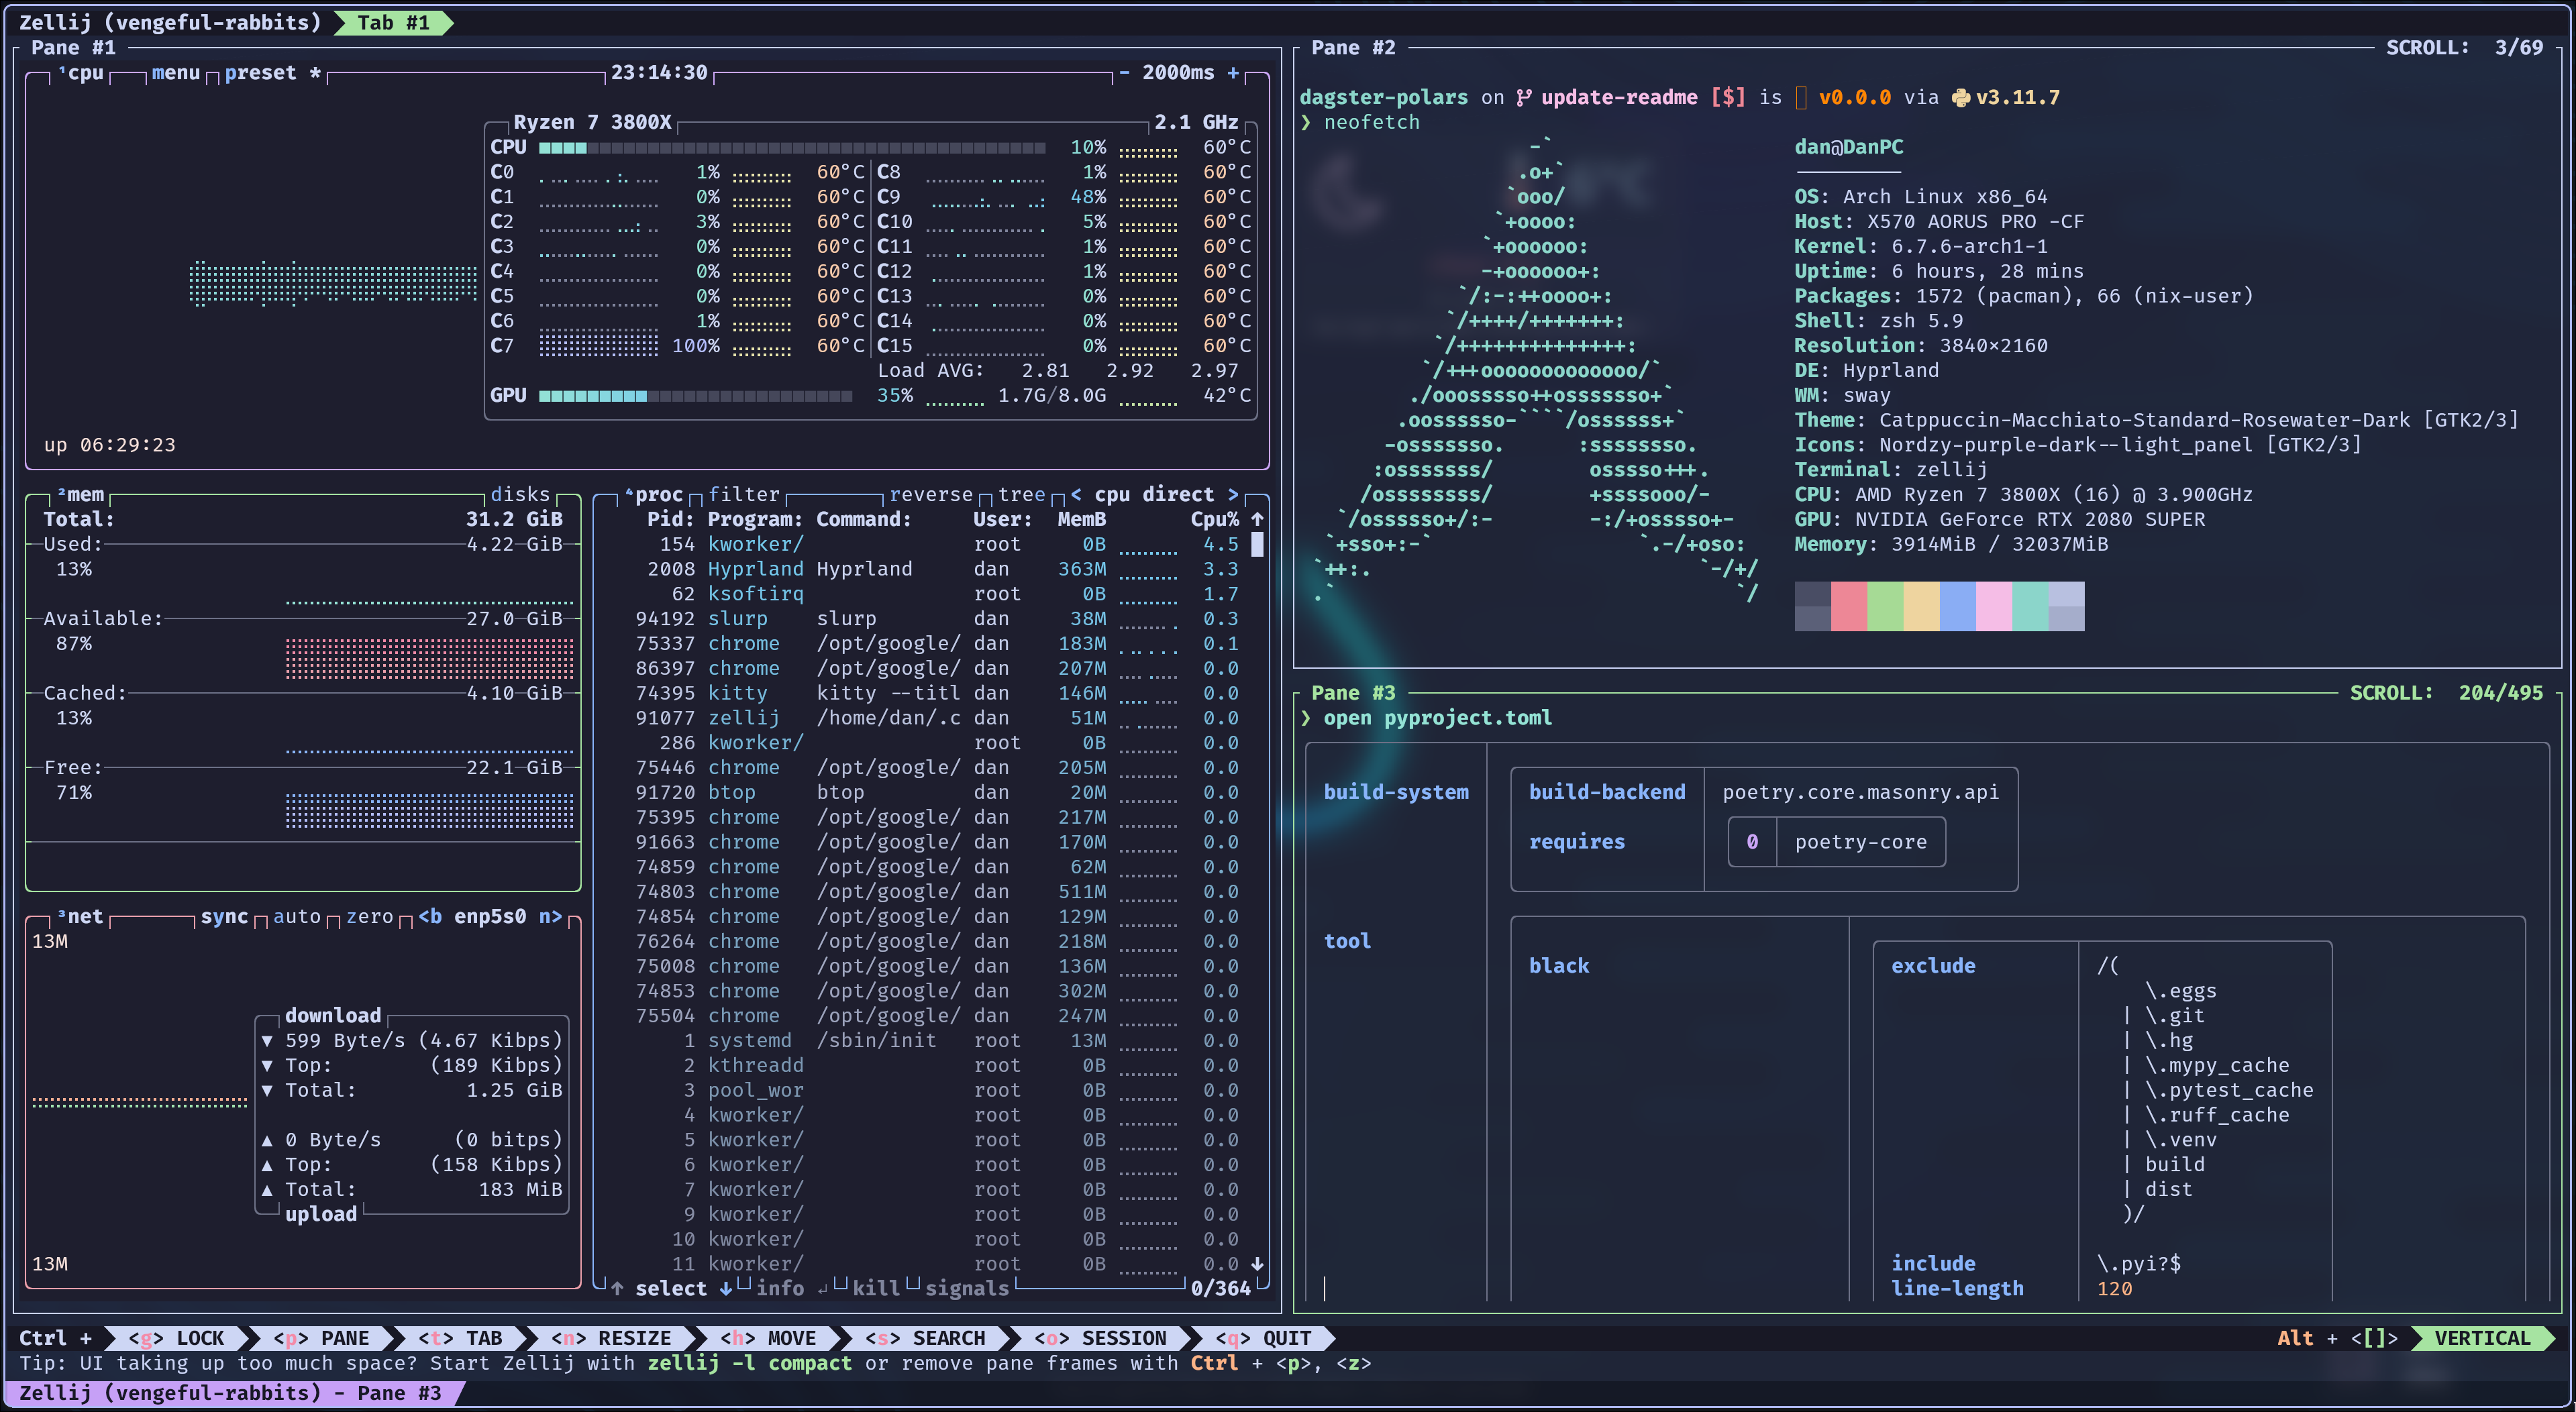 Zellij (vengeful-rabbits) Tab #1
Pane #1
¹cpu menu preset * 23:14:30 - 2000ms +
Ryzen 7 3800X 2.1 GHz
CPU 10% 60°C
C0 1% 60°C C8 1% 60°C
C1 0% 60°C C9 48% 60°C
C2 3% 60°C C10 5% 60°C
C3 0% 60°C C11 1% 60°C
C4 0% 60°C C12 1% 60°C
C5 0% 60°C C13 0% 60°C
C6 1% 60°C C14 0% 60°C
C7 100% 60°C C15 0% 60°C
Load AVG: 2.81 2.92 2.97
GPU 35% 1.7G/8.0G 42°C
up 06:29:23
²mem disks
Total: 31.2 GiB
Used: 4.22 GiB
13%
Available: 27.0 GiB
87%
Cached: 4.10 GiB
13%
Free: 22.1 GiB
71%
³net sync auto zero <b enp5s0 n>
13M
download
▼ 599 Byte/s (4.67 Kibps)
▼ Top: (189 Kibps)
▼ Total: 1.25 GiB
▲ 0 Byte/s (0 bitps)
▲ Top: (158 Kibps)
▲ Total: 183 MiB
upload
13M
⁴proc filter reverse tree < cpu direct >
Pid: Program: Command: User: MemB Cpu% ↑
154 kworker/ root 0B 4.5
2008 Hyprland Hyprland dan 363M 3.3
62 ksoftirq root 0B 1.7
94192 slurp slurp dan 38M 0.3
75337 chrome /opt/google/ dan 183M 0.1
86397 chrome /opt/google/ dan 207M 0.0
74395 kitty kitty --titl dan 146M 0.0
91077 zellij /home/dan/.c dan 51M 0.0
286 kworker/ root 0B 0.0
75446 chrome /opt/google/ dan 205M 0.0
91720 btop btop dan 20M 0.0
75395 chrome /opt/google/ dan 217M 0.0
91663 chrome /opt/google/ dan 170M 0.0
74859 chrome /opt/google/ dan 62M 0.0
74803 chrome /opt/google/ dan 511M 0.0
74854 chrome /opt/google/ dan 129M 0.0
76264 chrome /opt/google/ dan 218M 0.0
75008 chrome /opt/google/ dan 136M 0.0
74853 chrome /opt/google/ dan 302M 0.0
75504 chrome /opt/google/ dan 247M 0.0
1 systemd /sbin/init root 13M 0.0
2 kthreadd root 0B 0.0
3 pool_wor root 0B 0.0
4 kworker/ root 0B 0.0
5 kworker/ root 0B 0.0
6 kworker/ root 0B 0.0
7 kworker/ root 0B 0.0
9 kworker/ root 0B 0.0
10 kworker/ root 0B 0.0
11 kworker/ root 0B 0.0 ↓
↑ select ↓ info ↲ kill signals 0/364
Pane #2 SCROLL: 3/69
dagster-polars on update-readme [$] is v0.0.0 via v3.11.7
❯ neofetch
-`
.o+`
`ooo/
`+oooo:
`+oooooo:
-+oooooo+:
`/:-:++oooo+:
`/++++/+++++++:
`/++++++++++++++:
`/+++ooooooooooooo/`
./ooosssso++osssssso+`
.oossssso-````/ossssss+`
-osssssso. :ssssssso.
:osssssss/ osssso+++.
/ossssssss/ +ssssooo/-
`/ossssso+/:- -:/+osssso+-
`+sso+:-` `.-/+oso:
`++:. `-/+/
.` `/
dan@DanPC
OS: Arch Linux x86_64
Host: X570 AORUS PRO -CF
Kernel: 6.7.6-arch1-1
Uptime: 6 hours, 28 mins
Packages: 1572 (pacman), 66 (nix-user)
Shell: zsh 5.9
Resolution: 3840×2160
DE: Hyprland
WM: sway
Theme: Catppuccin-Macchiato-Standard-Rosewater-Dark [GTK2/3]
Icons: Nordzy-purple-dark--light_panel [GTK2/3]
Terminal: zellij
CPU: AMD Ryzen 7 3800X (16) @ 3.900GHz
GPU: NVIDIA GeForce RTX 2080 SUPER
Memory: 3914MiB / 32037MiB
Pane #3 SCROLL: 204/495
❯ open pyproject.toml
build-system build-backend poetry.core.masonry.api
requires 0 poetry-core
tool
black exclude /(
\.eggs
| \.git
| \.hg
| \.mypy_cache
| \.pytest_cache
| \.ruff_cache
| \.venv
| build
| dist
)/
include \.pyi?$
line-length 120
Ctrl + <g> LOCK <p> PANE <t> TAB <n> RESIZE <h> MOVE <s> SEARCH <o> SESSION <q> QUIT Alt + <[]> VERTICAL
Tip: UI taking up too much space? Start Zellij with zellij -l compact or remove pane frames with Ctrl + <p>, <z>
Zellij (vengeful-rabbits) - Pane #3